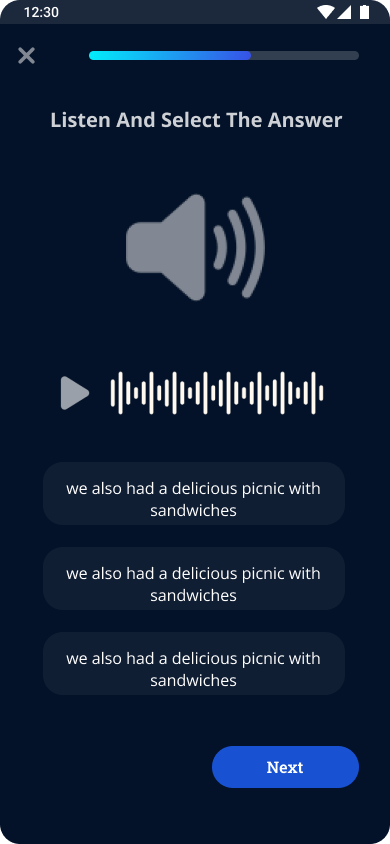 12:30
Listen And Select The Answer
we also had a delicious picnic with
sandwiches
we also had a delicious picnic with
sandwiches
we also had a delicious picnic with
sandwiches
Next